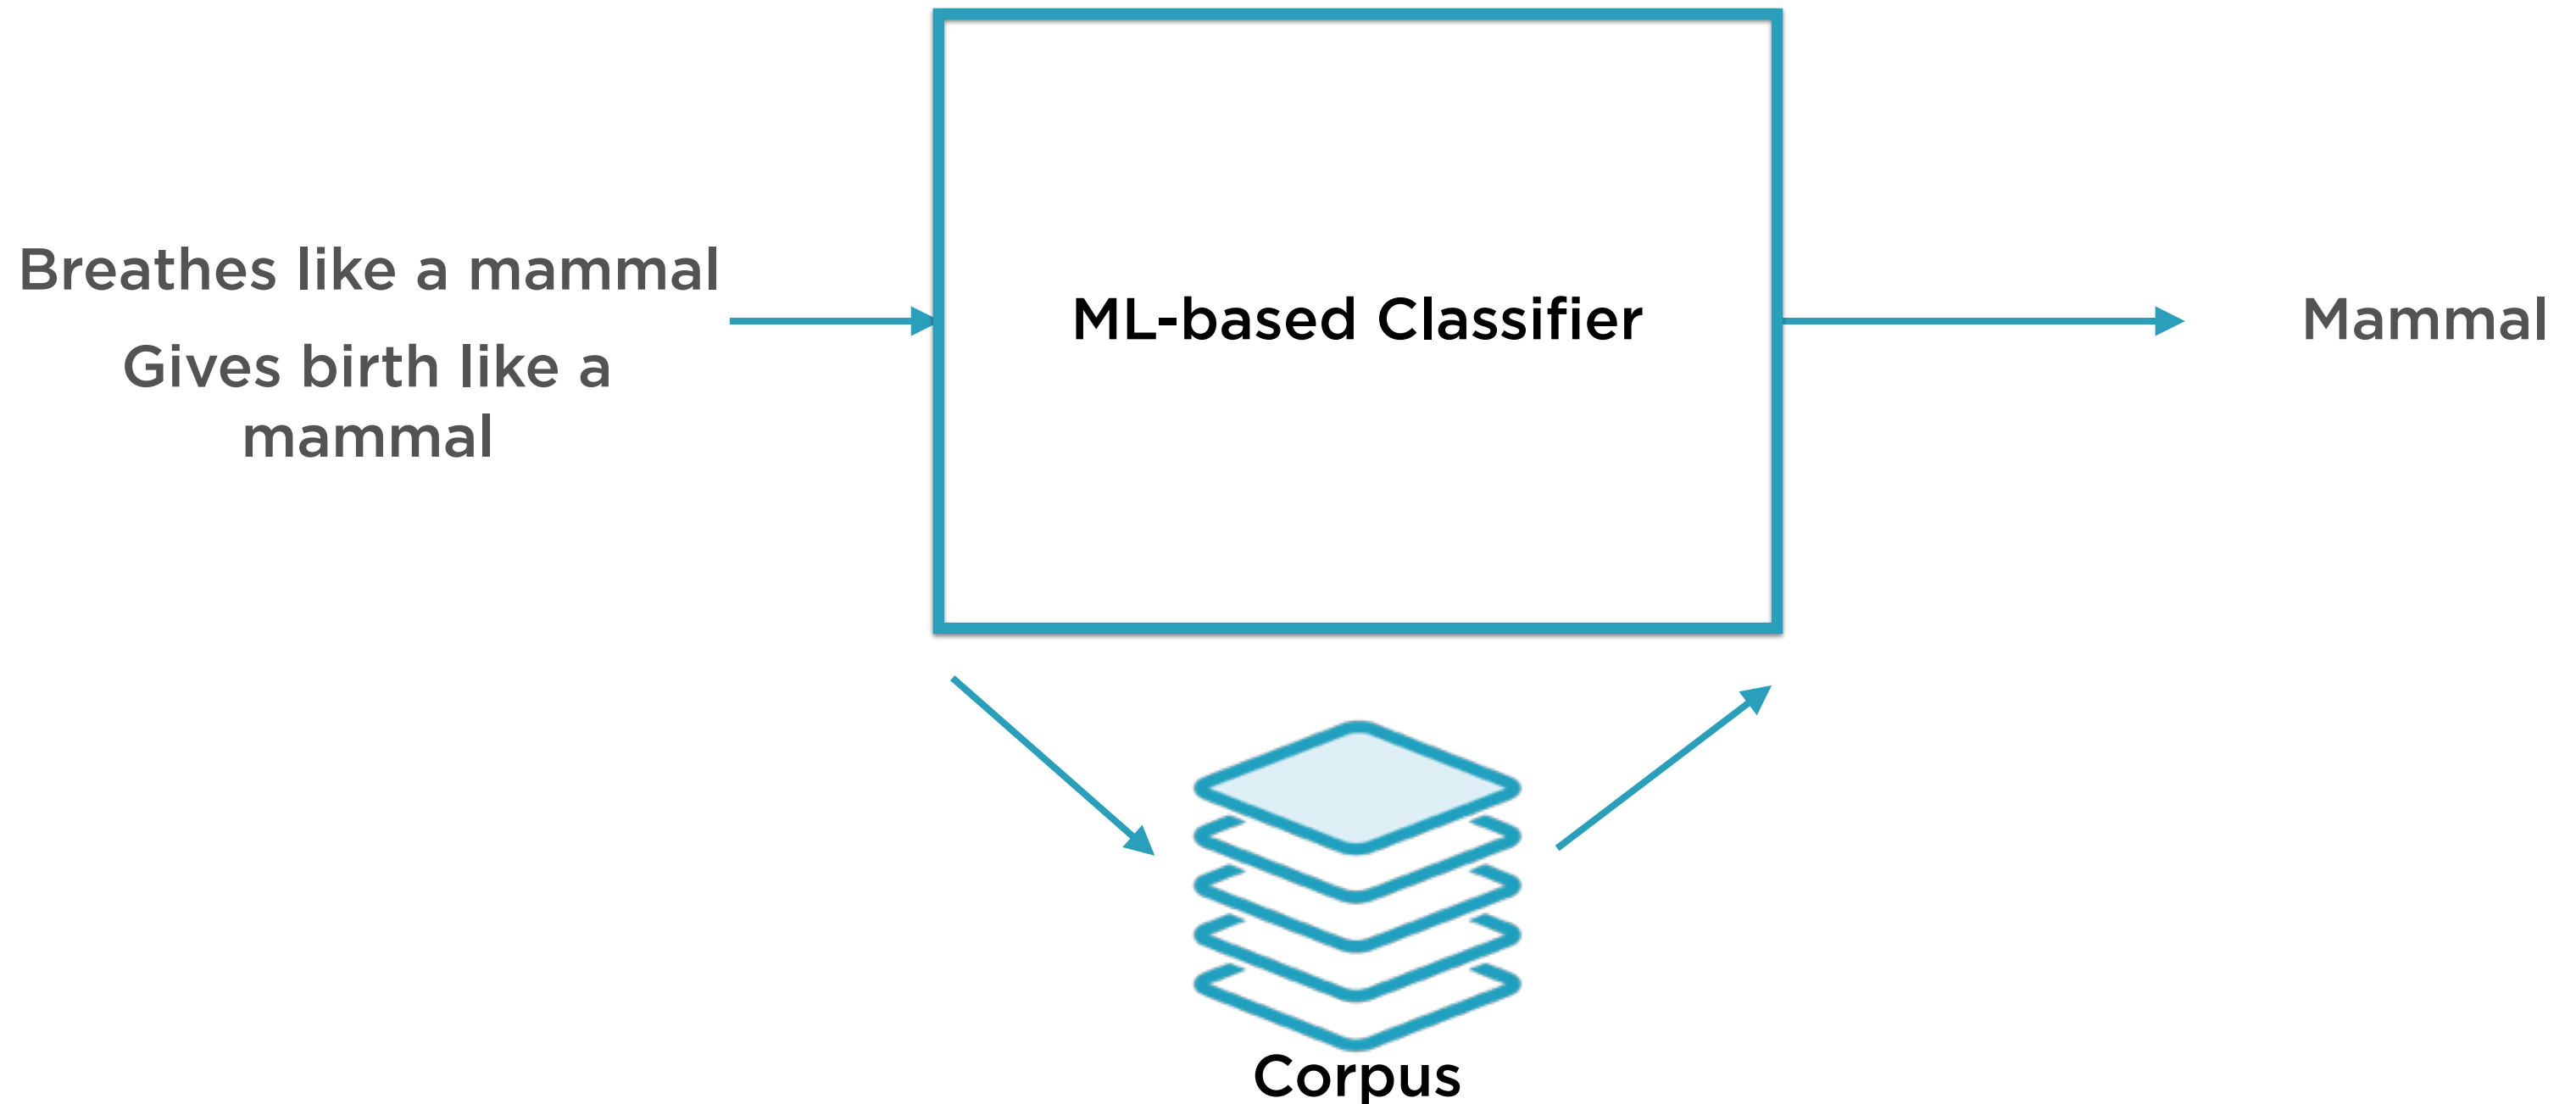 Breathes like a mammal
Gives birth like a
mammal
ML-based Classifier
Mammal
Corpus